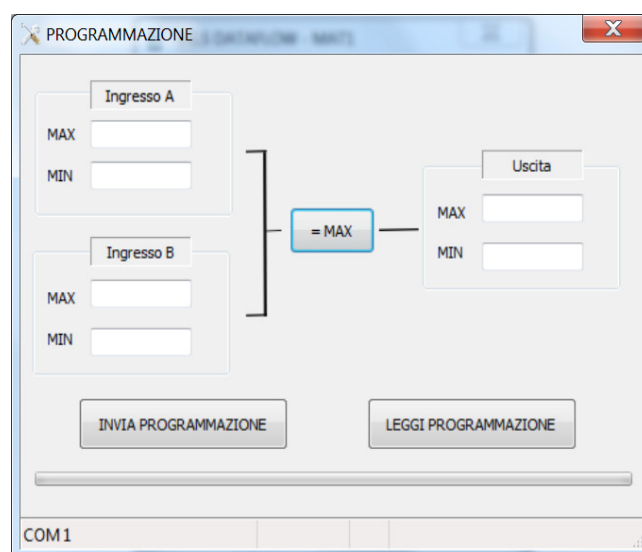 PROGRAMMAZIONE
Ingresso A
MAX
MIN
Uscita
MAX
MIN
= MAX
Ingresso B
MAX
MIN
INVIA PROGRAMMAZIONE
LEGGI PROGRAMMAZIONE
COM1